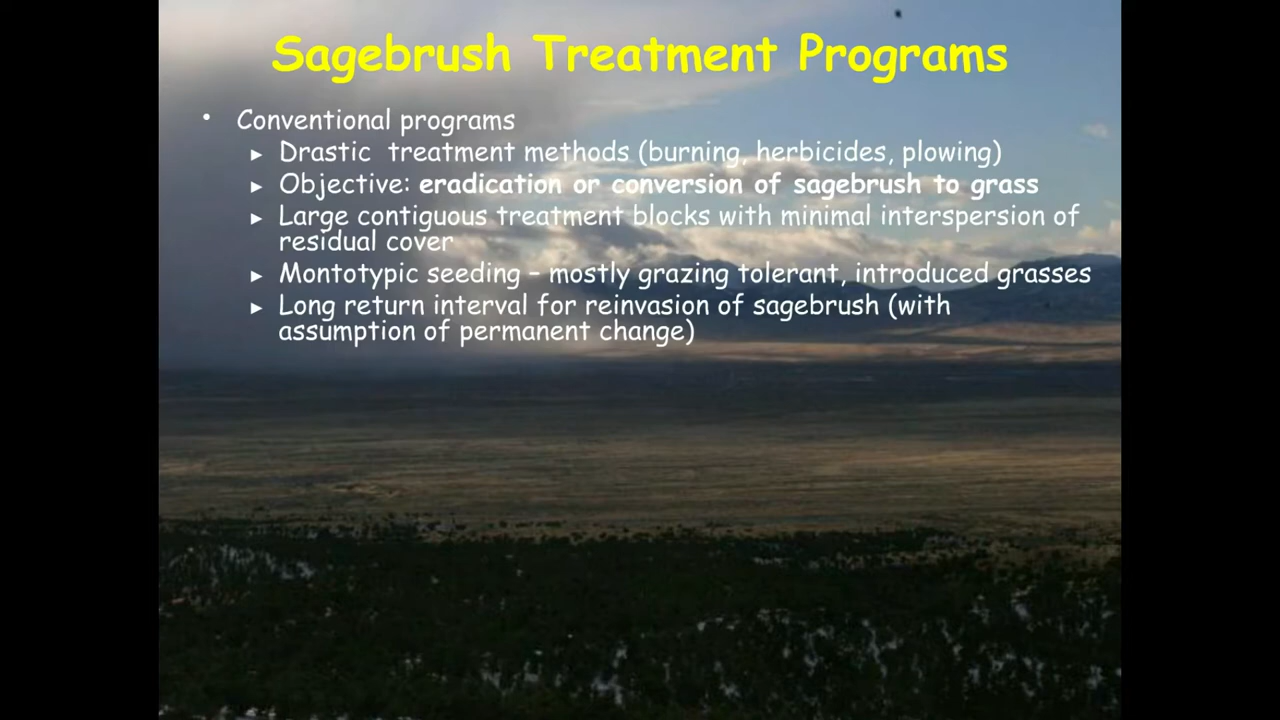 Sagebrush Treatment Programs
• Conventional programs
► Drastic treatment methods (burning, herbicides, plowing)
► Objective: eradication or conversion of sagebrush to grass
► Large contiguous treatment blocks with minimal interspersion of
residual cover
► Montotypic seeding – mostly grazing tolerant, introduced grasses
► Long return interval for reinvasion of sagebrush (with
assumption of permanent change)